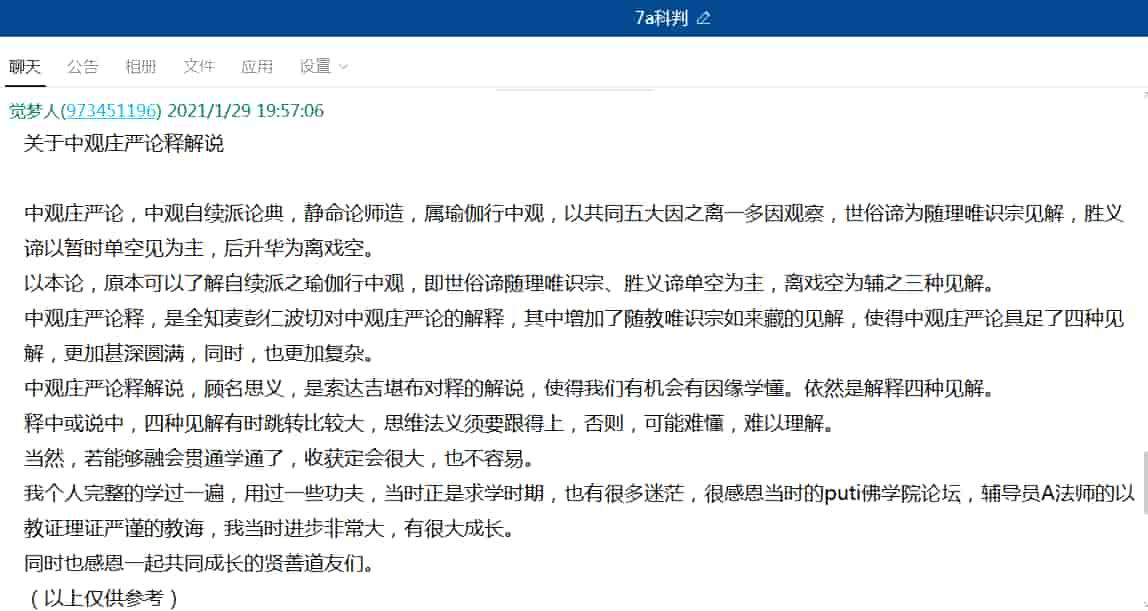 7a科判
聊天 公告 相册 文件 应用 设置
觉梦人(973451196) 2021/1/29 19:57:06
关于中观庄严论释解说
中观庄严论，中观自续派论典，静命论师造，属瑜伽行中观，以共同五大因之离一多因观察，世俗谛为随理唯识宗见解，胜义
谛以暂时单空见为主，后升华为离戏空。
以本论，原本可以了解自续派之瑜伽行中观，即世俗谛随理唯识宗、胜义谛单空为主，离戏空为辅之三种见解。
中观庄严论释，是全知麦彭仁波切对中观庄严论的解释，其中增加了随教唯识宗如来藏的见解，使得中观庄严论具足了四种见
解，更加甚深圆满，同时，也更加复杂。
中观庄严论释解说，顾名思义，是索达吉堪布对释的解说，使得我们有机会有因缘学懂。依然是解释四种见解。
释中或说中，四种见解有时跳转比较大，思维法义须要跟得上，否则，可能难懂，难以理解。
当然，若能够融会贯通学通了，收获定会很大，也不容易。
我个人完整的学过一遍，用过一些功夫，当时正是求学时期，也有很多迷茫，很感恩当时的puti佛学院论坛，辅导员A法师的以
教证理证严谨的教诲，我当时进步非常大，有很大成长。
同时也感恩一起共同成长的贤善道友们。
（以上仅供参考）